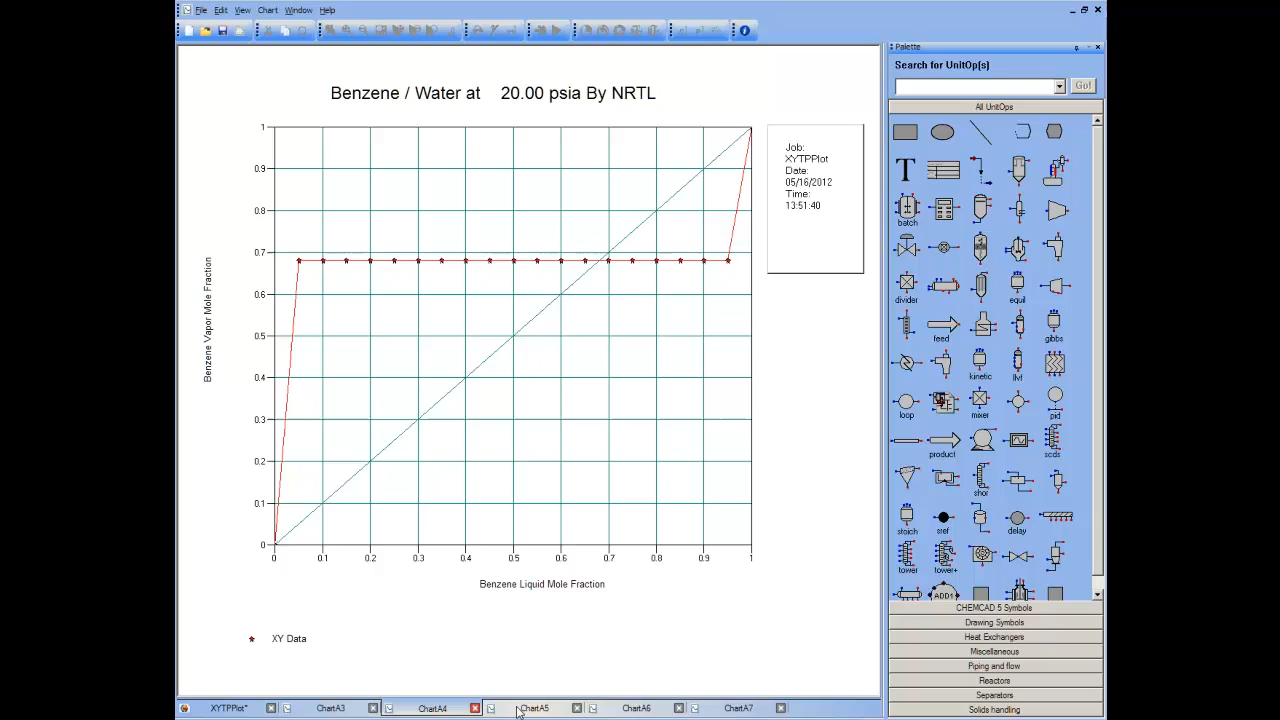 File Edit View Chart Window Help
Palette
Search for UnitOp(s)
Go!
All UnitOps
Benzene / Water at 20.00 psia By NRTL
Job:
XYTPPlot
Date:
05/16/2012
Time:
13:51:40
1
0.9
0.8
0.7
0.6
0.5
0.4
0.3
0.2
0.1
0
Benzene Vapor Mole Fraction
0 0.1 0.2 0.3 0.4 0.5 0.6 0.7 0.8 0.9 1
Benzene Liquid Mole Fraction
XY Data
T
batch
divider equil
feed gibbs
kinetic llvf
loop mixer pid
product scds
shor
stoich sref delay
tower tower+
ADD1
CHEMCAD 5 Symbols
Drawing Symbols
Heat Exchangers
Miscellaneous
Piping and flow
Reactors
Separators
Solids handling
XYTPPlot* ChartA3 ChartA4 ChartA5 ChartA6 ChartA7